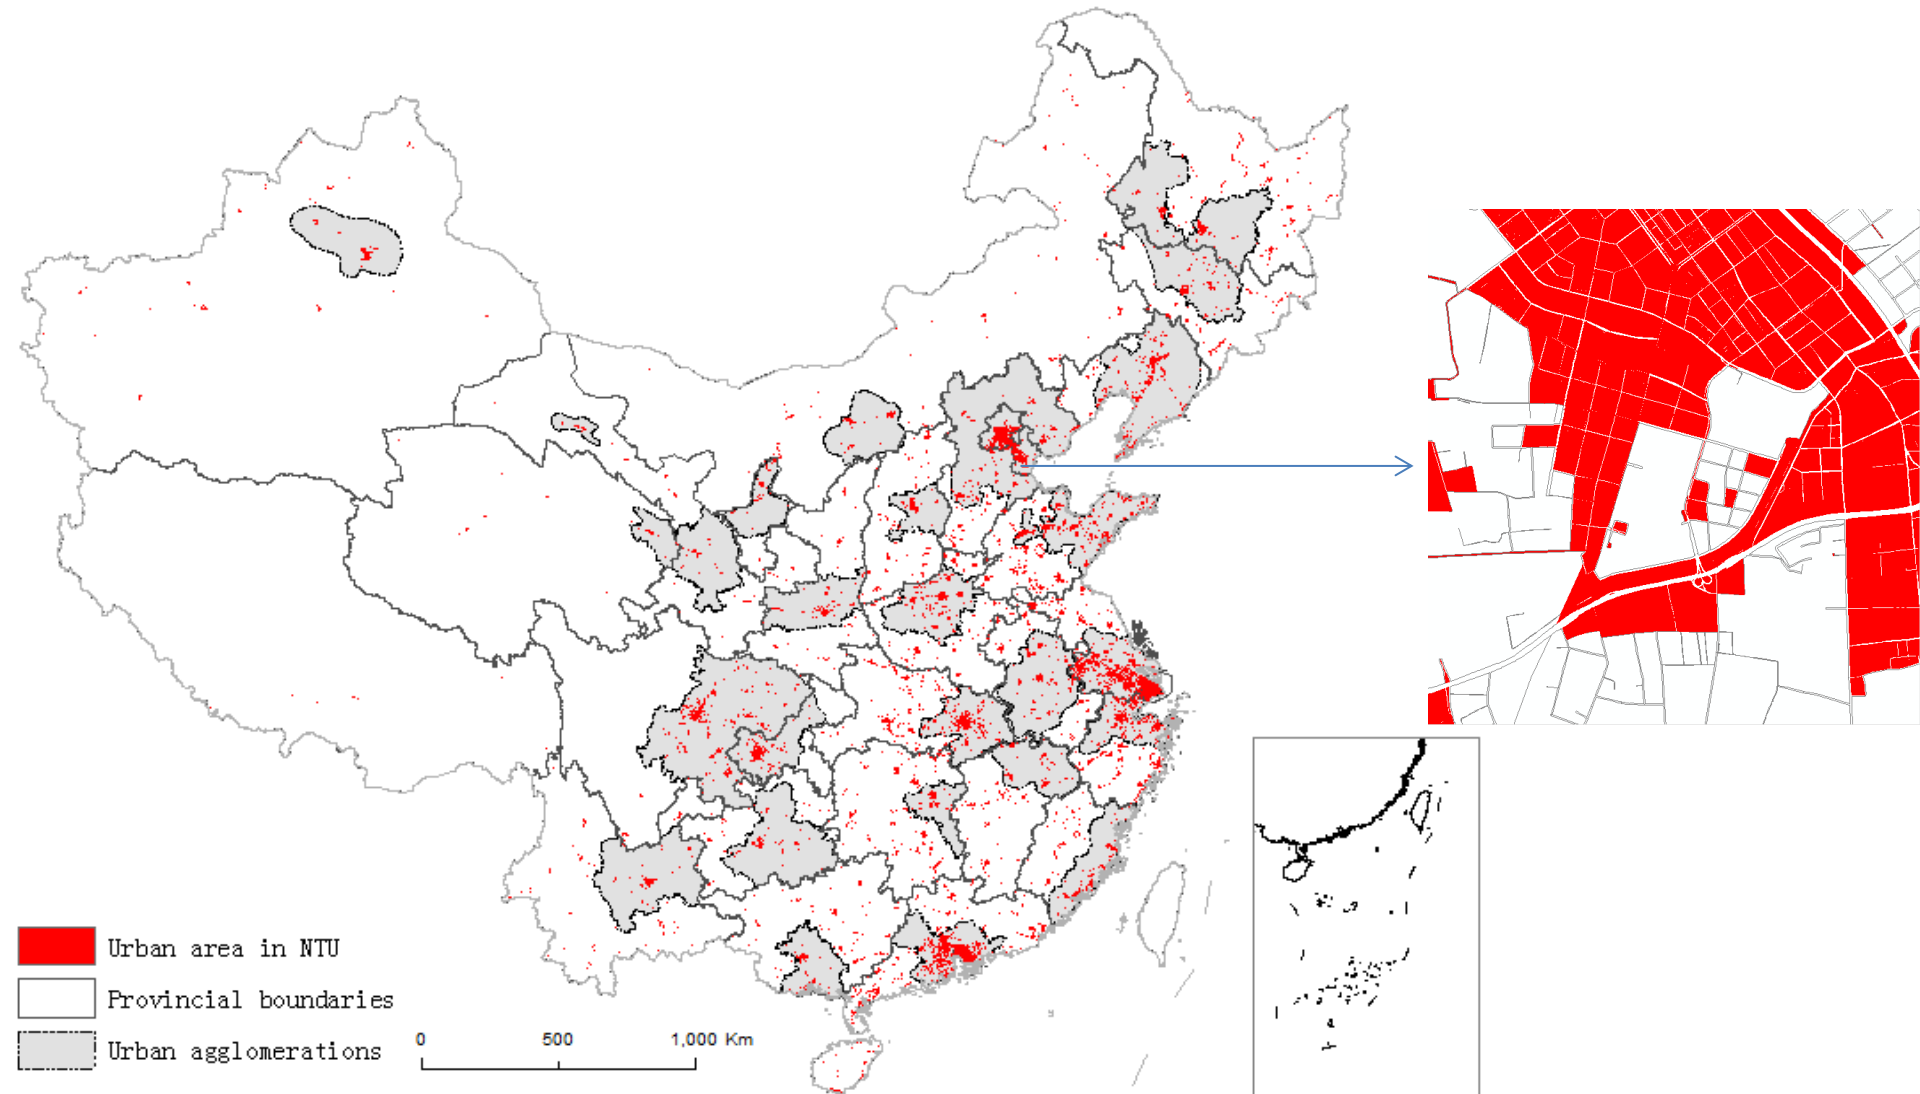 Urban area in NTU
Provincial boundaries
Urban agglomerations
0 500 1,000 Km